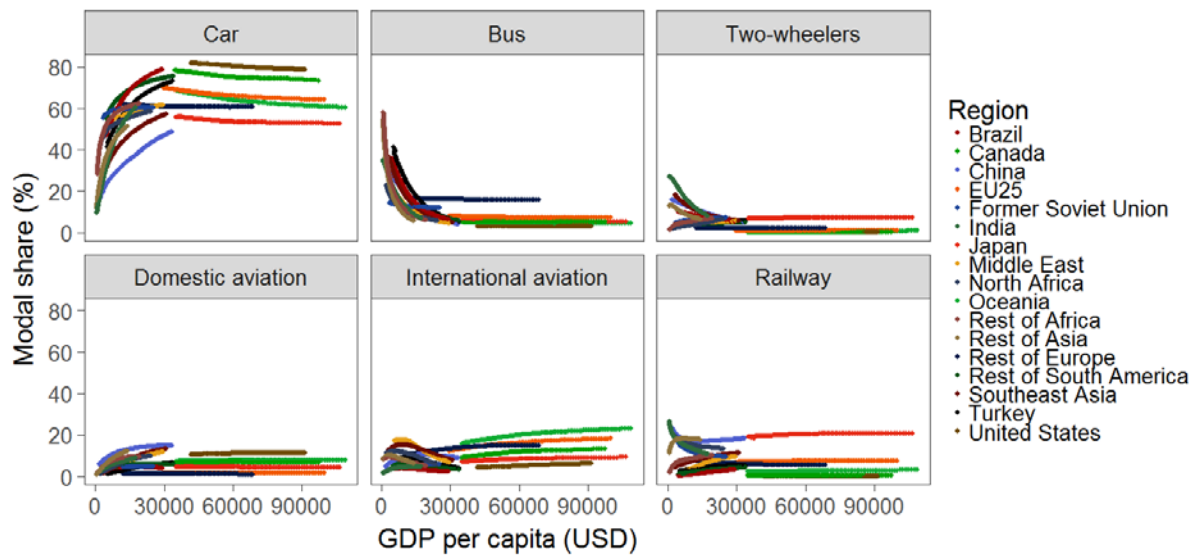 Car
Bus
Two-wheelers
80
60
40
20
0
Domestic aviation
International aviation
Railway
80
60
40
20
0
0 30000 60000 90000
0 30000 60000 90000
0 30000 60000 90000
Modal share (%)
GDP per capita (USD)
Region
Brazil
Canada
China
EU25
Former Soviet Union
India
Japan
Middle East
North Africa
Oceania
Rest of Africa
Rest of Asia
Rest of Europe
Rest of South America
Southeast Asia
Turkey
United States